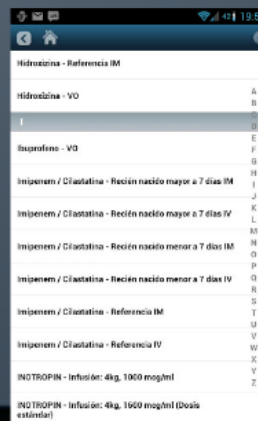 19:5
Hidroxizina - Referencia IM
Hidroxizina - VO
I
Ibuprofeno - VO
Imipenem / Cilastatina - Recién nacido mayor a 7 días IM
Imipenem / Cilastatina - Recién nacido mayor a 7 días IV
Imipenem / Cilastatina - Recién nacido menor a 7 días IM
Imipenem / Cilastatina - Recién nacido menor a 7 días IV
Imipenem / Cilastatina - Referencia IM
Imipenem / Cilastatina - Referencia IV
INOTROPIN - Infusión: 4kg, 1000 mcg/ml
INOTROPIN - Infusión: 4kg, 1600 mcg/ml (Dosis
estándar)
A
B
C
D
E
F
G
H
I
J
K
L
M
N
O
P
Q
R
S
T
U
V
W
X
Y
Z